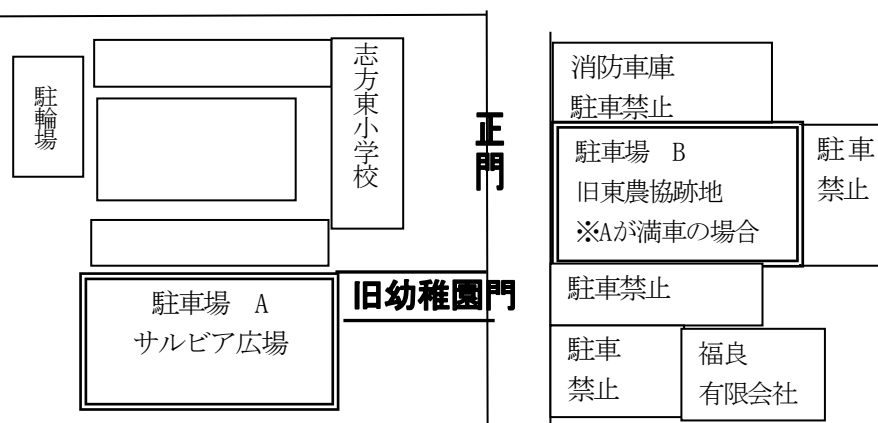 駐輪場
志方東小学校
正門
消防車庫
駐車禁止
駐車場 B
旧東農協跡地
※Aが満車の場合
駐車
禁止
駐車場 A
サルビア広場
旧幼稚園門
駐車禁止
駐車
禁止
福良
有限会社